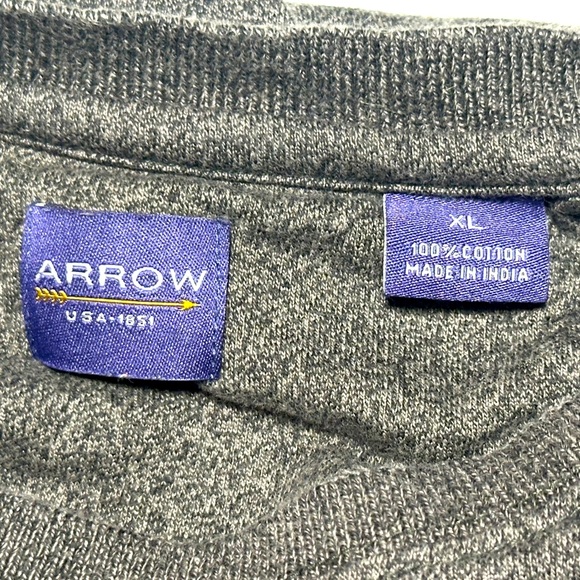 ARROW
USA-1851
XL
100% COTTON
MADE IN INDIA